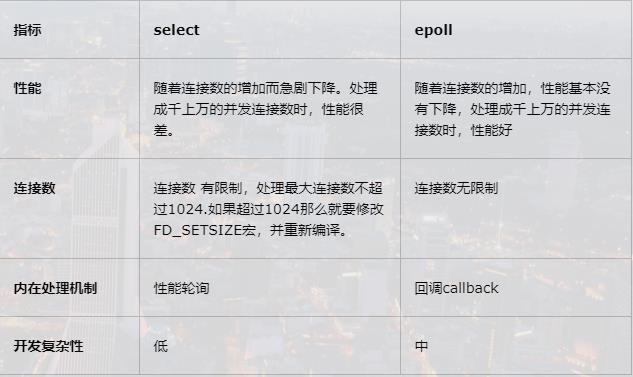 指标 select epoll
性能 随着连接数的增加而急剧下降。处理 随着连接数的增加，性能基本没
成千上万的并发连接数时，性能很 有下降，处理成千上万的并发连
差。 接数时，性能好
连接数 连接数 有限制，处理最大连接数不超 连接数无限制
过1024.如果超过1024那么就要修改
FD_SETSIZE宏，并重新编译。
内在处理机制 性能轮询 回调callback
开发复杂性 低 中